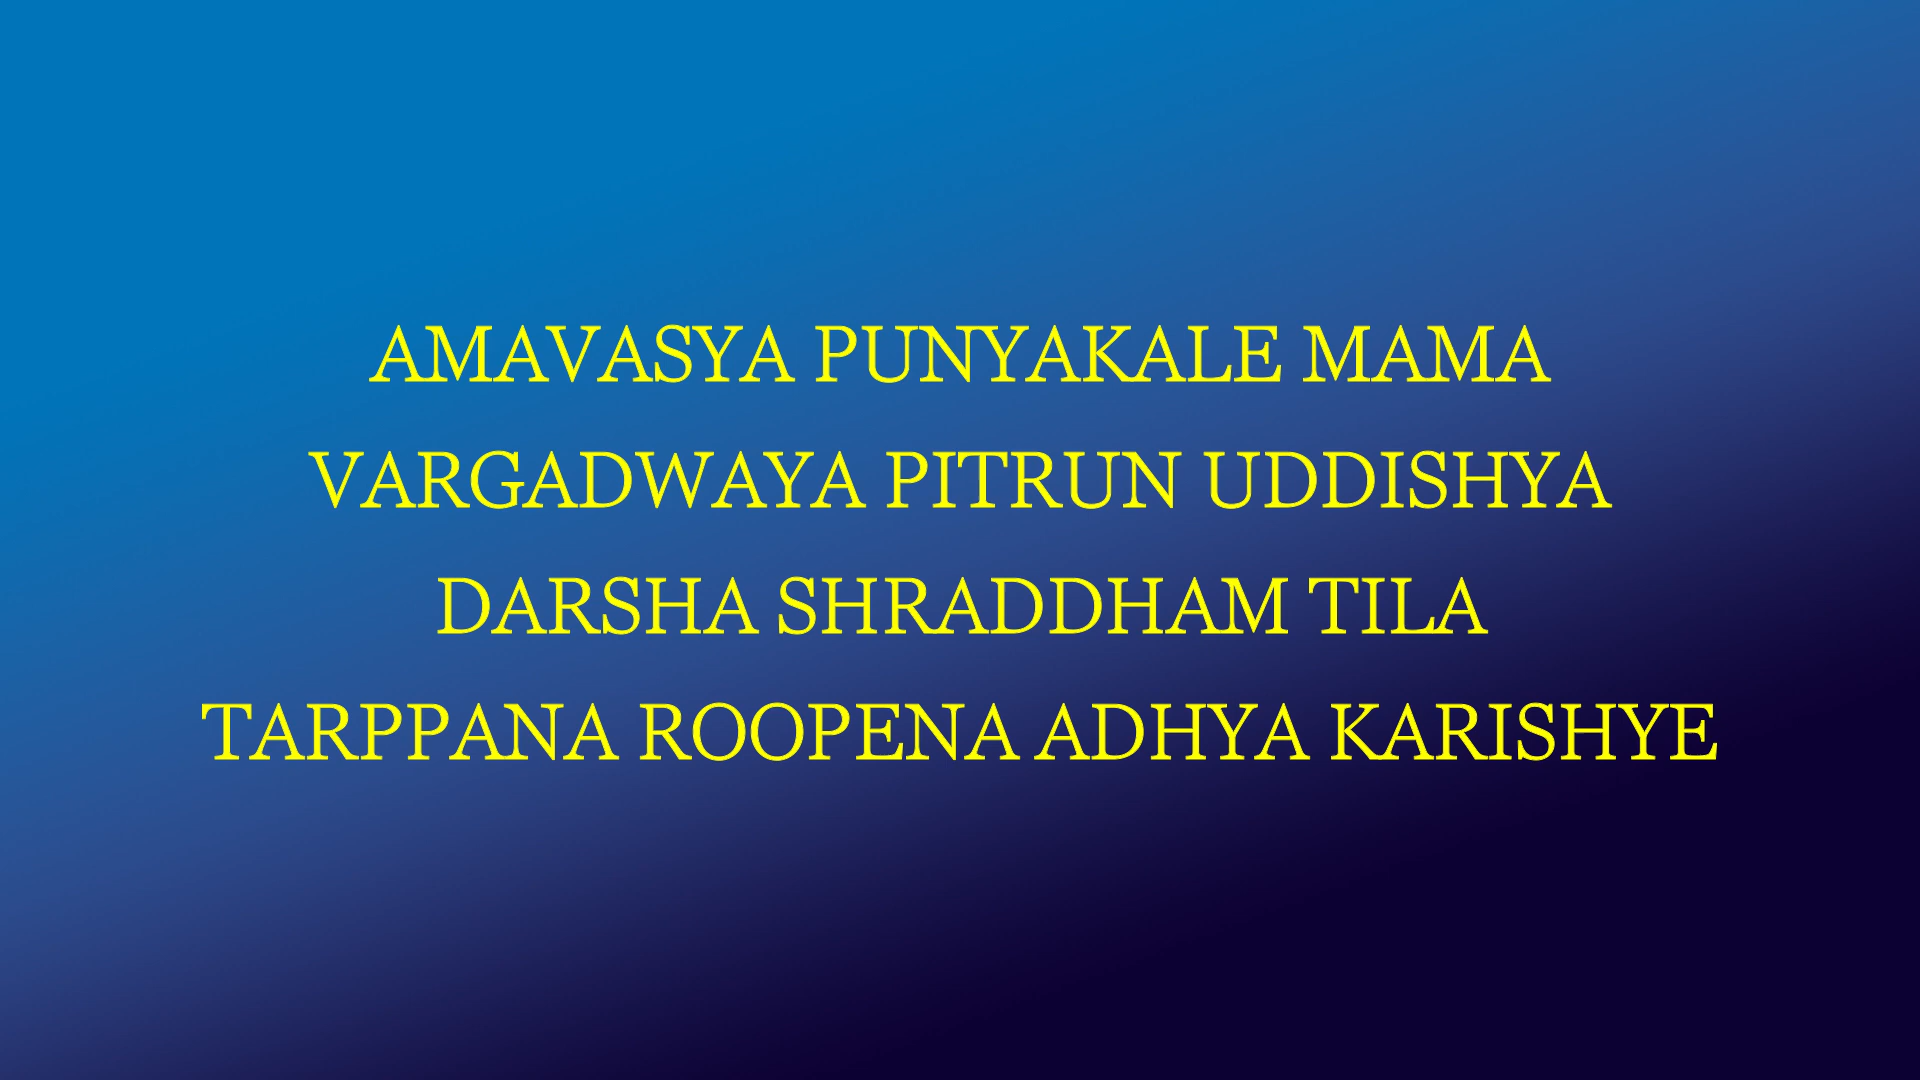 AMAVASYA PUNYAKALE MAMA
VARGADWAYA PITRUN UDDISHYA
DARSHA SHRADDHAM TILA
TARPPANA ROOPENA ADHYA KARISHYE